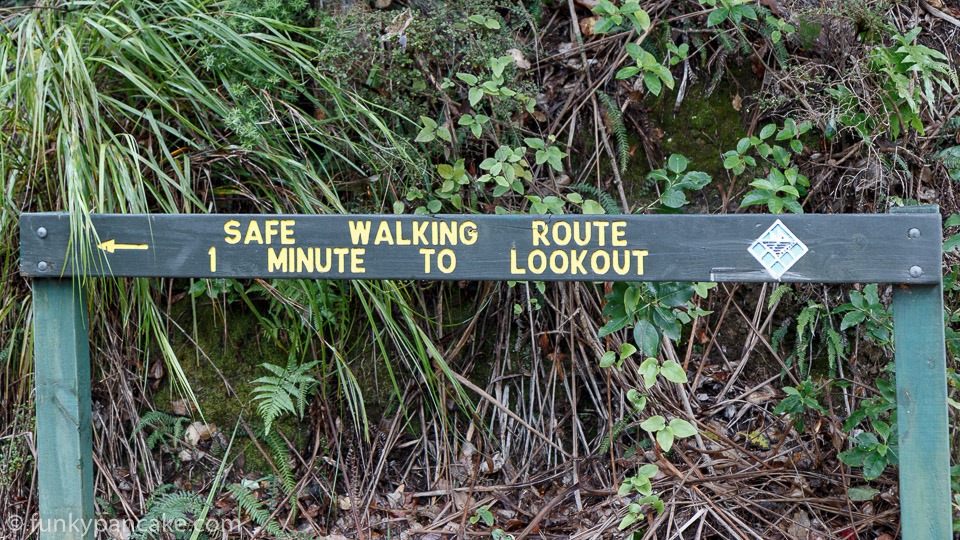 SAFE WALKING ROUTE
1 MINUTE TO LOOKOUT
© funkypancake.com